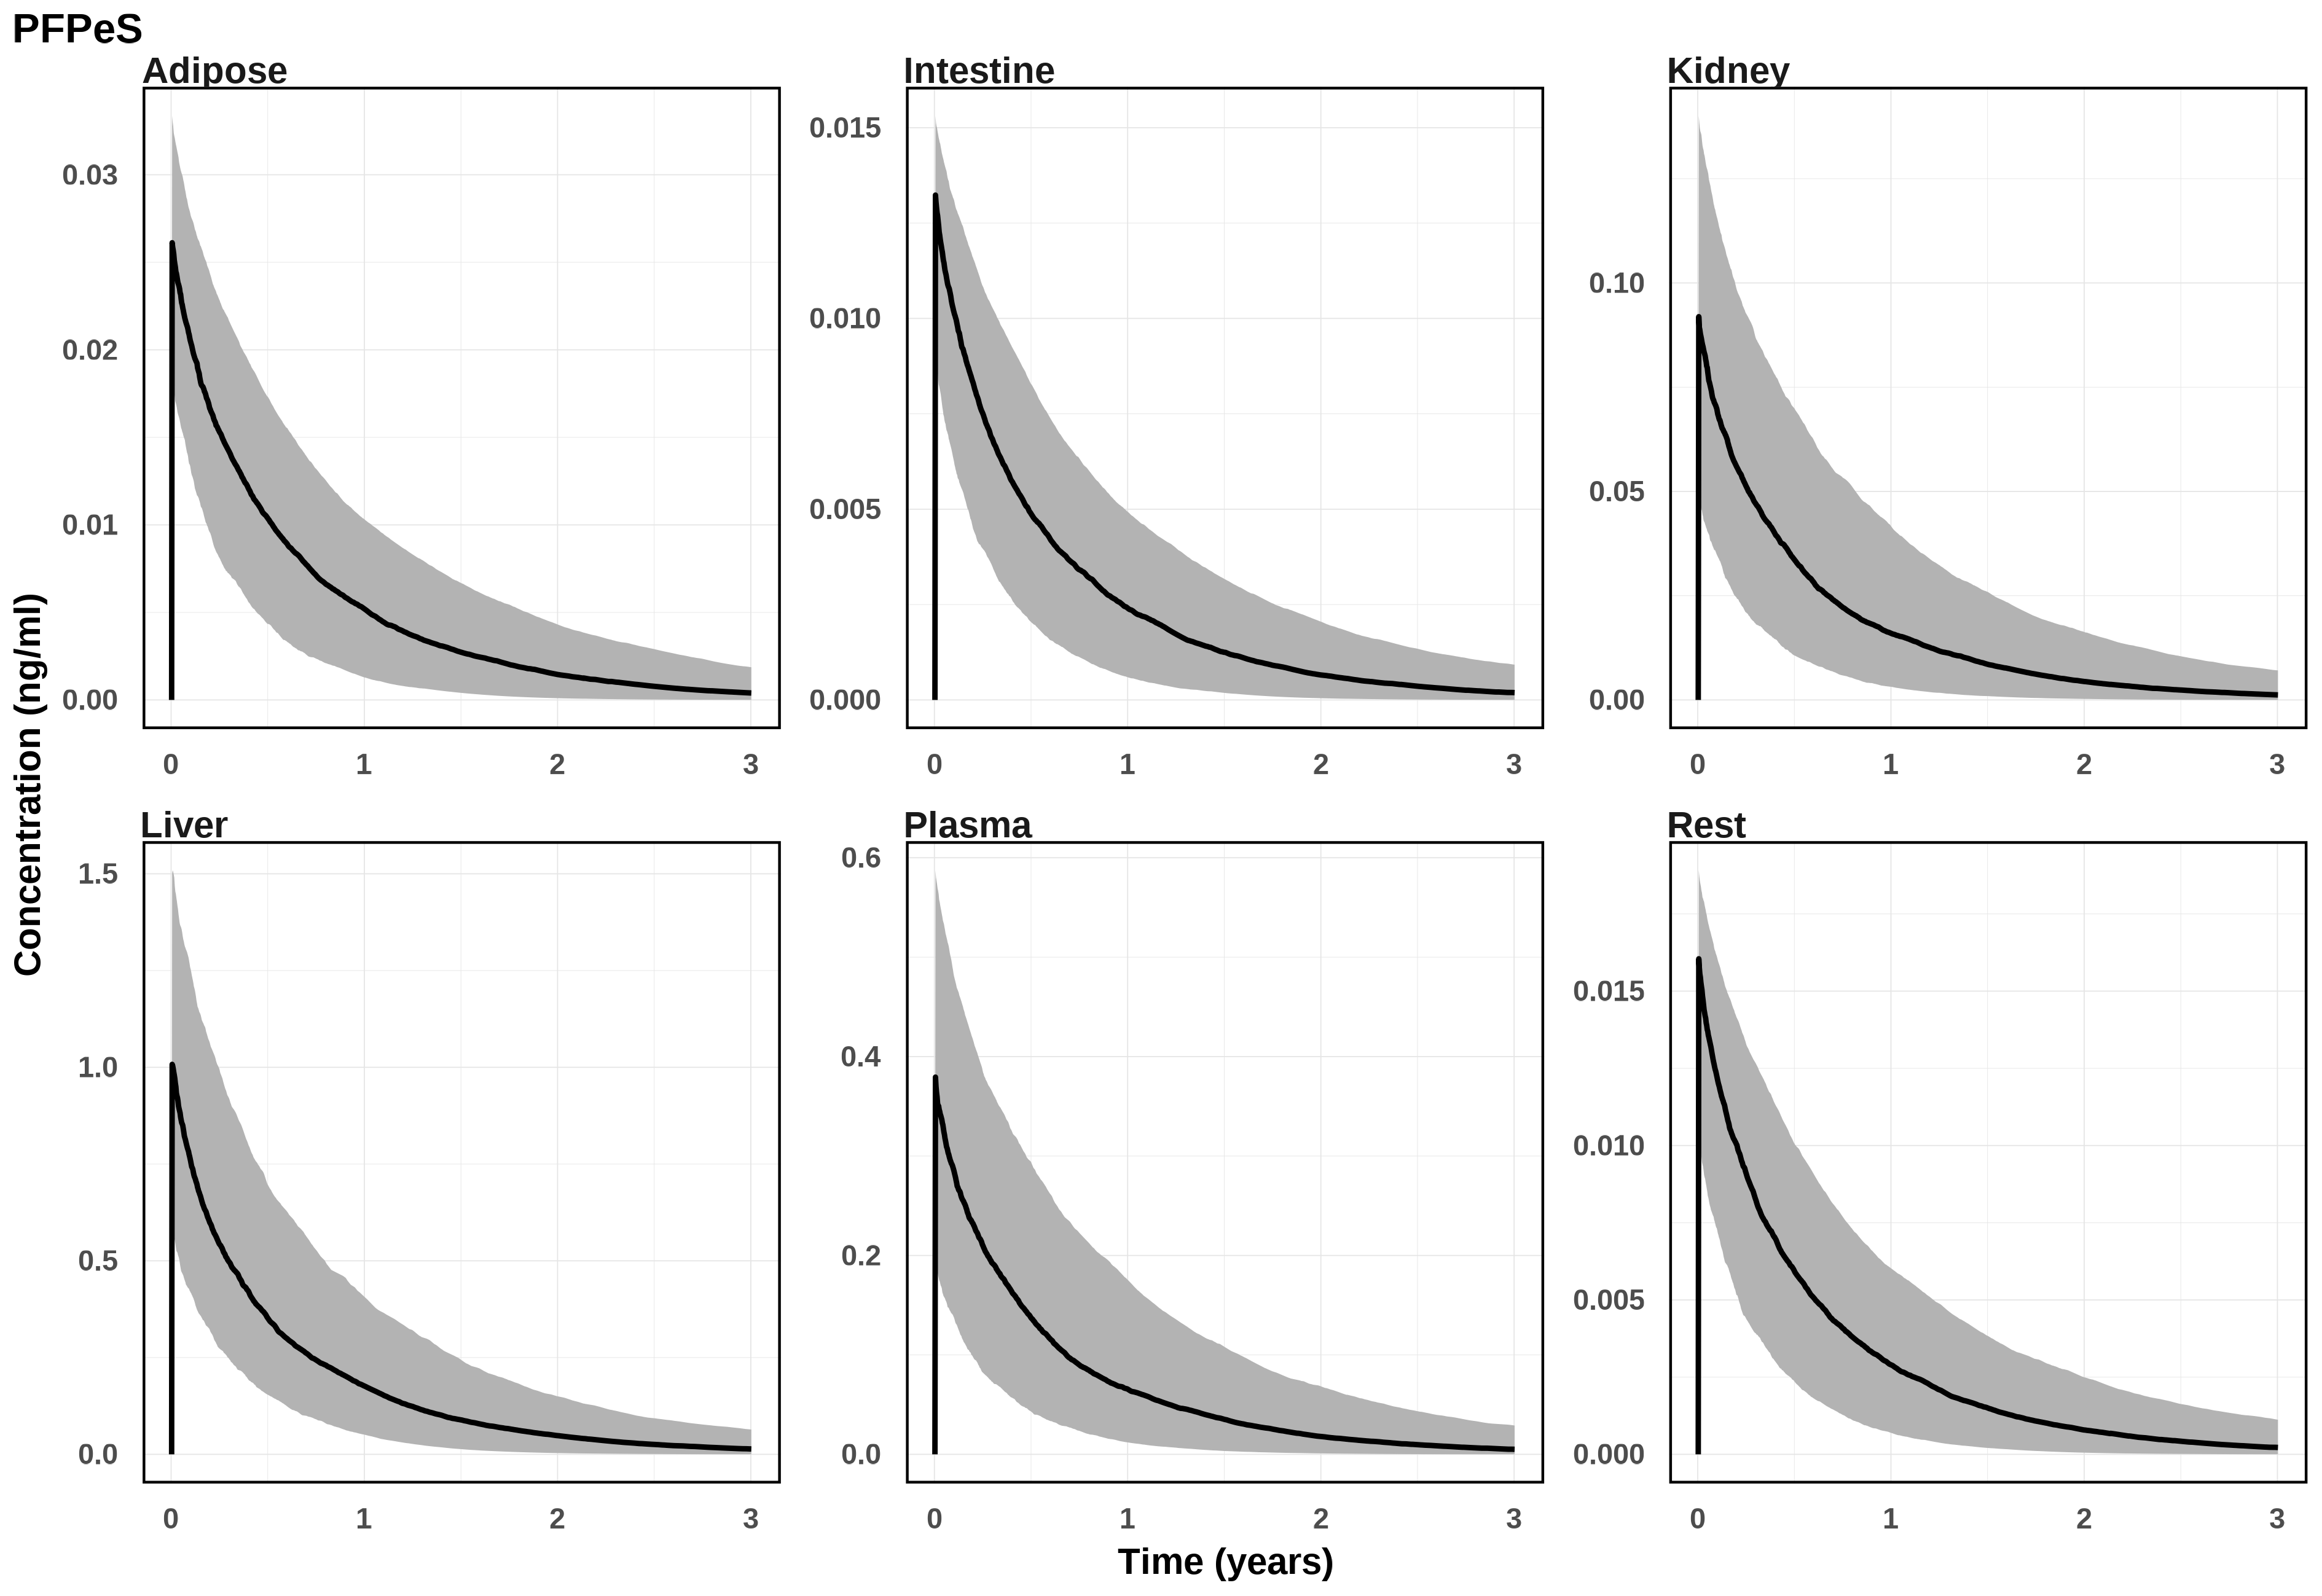 PFPeS
Adipose
Intestine
Kidney
0.03
0.02
0.01
0.00
0.015
0.010
0.005
0.000
0.10
0.05
0.00
0 1 2 3
0 1 2 3
0 1 2 3
Concentration (ng/ml)
Liver
Plasma
Rest
1.5
1.0
0.5
0.0
0.6
0.4
0.2
0.0
0.015
0.010
0.005
0.000
0 1 2 3
0 1 2 3
0 1 2 3
Time (years)